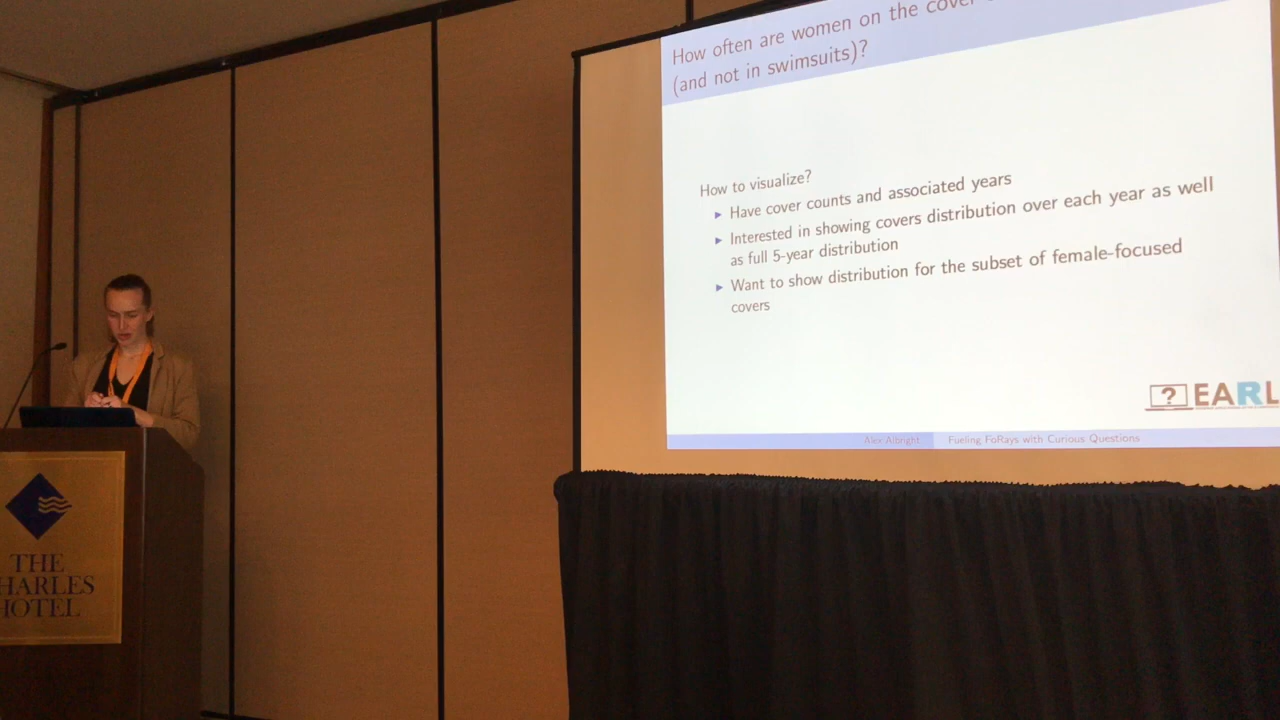 How often are women on the cover
(and not in swimsuits)?
How to visualize?
▶ Have cover counts and associated years
▶ Interested in showing covers distribution over each year as well
as full 5-year distribution
▶ Want to show distribution for the subset of female-focused
covers
? EARL
Alex Albright Fueling FoRays with Curious Questions
THE
HARLES
HOTEL